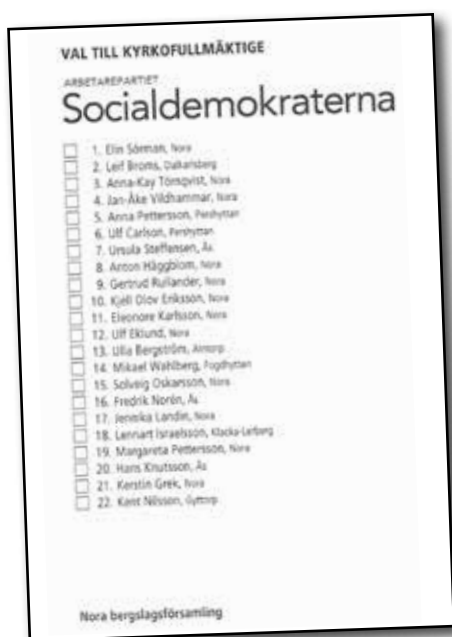 VAL TILL KYRKOFULLMÄKTIGE
ARBETAREPARTIET
Socialdemokraterna
1. Elin Sörman, Nora
2. Leif Broms, Dalkarlsberg
3. Anna-Kay Törnqvist, Nora
4. Jan-Åke Vildhammar, Nora
5. Anna Pettersson, Pershyttan
6. Ulf Carlson, Pershyttan
7. Ursula Steffensen, Ås
8. Anton Häggblom, Nora
9. Gertrud Rullander, Nora
10. Kjell Olov Eriksson, Nora
11. Eleonore Karlsson, Nora
12. Ulf Eklund, Nora
13. Ulla Bergström,
14. Mikael Wahlberg, Fogdhyttan
15. Solveig Oskarsson, Nora
16. Fredrik Norén, Ås
17. Jennika Landin, Nora
18. Lennart Israelsson, Klacka-Lerberg
19. Margareta Pettersson, Nora
20. Hans Knutsson, Ås
21. Kerstin Grek, Nora
22. Kent Nilsson, Gyttorp
Nora bergslagsförsamling